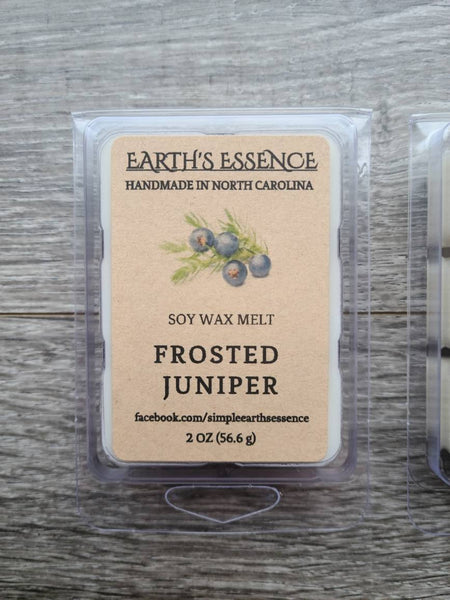 EARTH'S ESSENCE
HANDMADE IN NORTH CAROLINA
SOY WAX MELT
FROSTED
JUNIPER
facebook.com/simpleearthsessence
2 OZ (56.6 g)